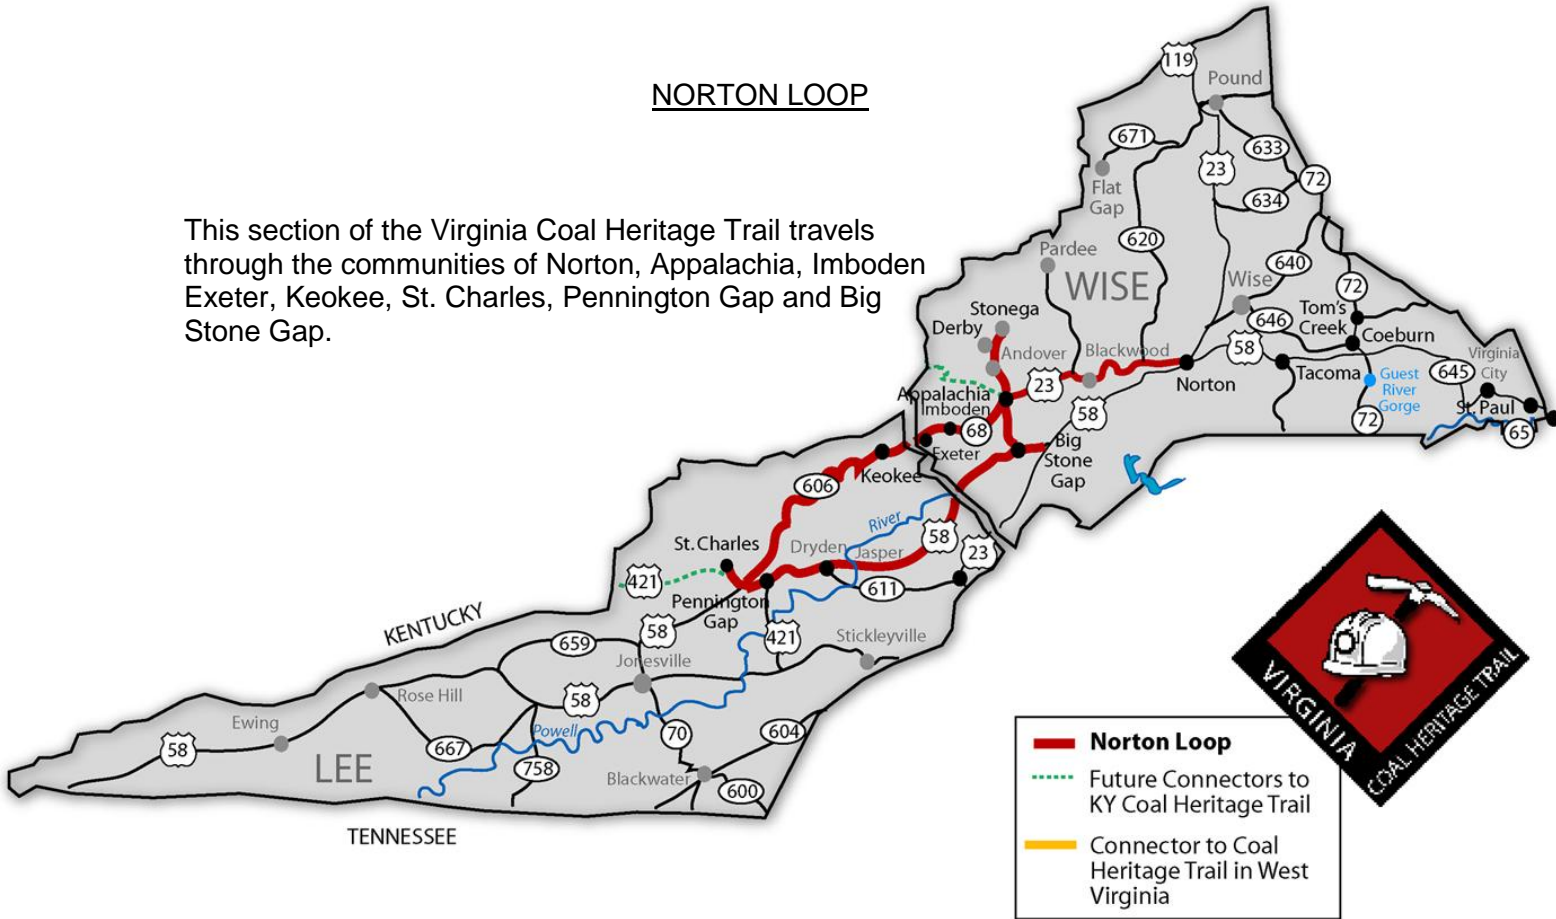 NORTON LOOP
This section of the Virginia Coal Heritage Trail travels
through the communities of Norton, Appalachia, Imboden
Exeter, Keokee, St. Charles, Pennington Gap and Big
Stone Gap.
119
Pound
671
633
23
72
Flat
Gap
634
620
Pardee
WISE
640
Wise
72
Stonega
Tom's
Creek
646
Derby
Coeburn
58
Andover
Blackwood
Virginia
City
645
23
Norton
Tacoma
Guest
River
Gorge
Appalachia
Imboden
58
St. Paul
72
68
65
Exeter
Big
Stone
Gap
Keokee
606
River
58
St. Charles
Dryden
Jasper
23
421
611
Pennington
Gap
KENTUCKY
58
421
Stickleyville
659
Jonesville
Rose Hill
58
Ewing
Powell
70
604
58
667
LEE
758
Blackwater
600
TENNESSEE
VIRGINIA
COAL HERITAGE TRAIL
Norton Loop
Future Connectors to
KY Coal Heritage Trail
Connector to Coal
Heritage Trail in West
Virginia